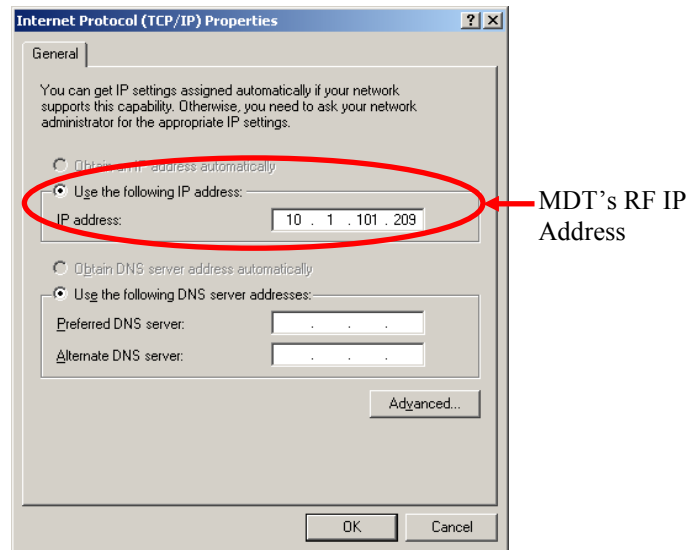 Internet Protocol (TCP/IP) Properties
General
You can get IP settings assigned automatically if your network
supports this capability. Otherwise, you need to ask your network
administrator for the appropriate IP settings.
Obtain an IP address automatically
Use the following IP address:
IP address: 10 . 1 . 101 . 209
MDT's RF IP
Address
Obtain DNS server address automatically
Use the following DNS server addresses:
Preferred DNS server: . . .
Alternate DNS server: . . .
Advanced...
OK Cancel